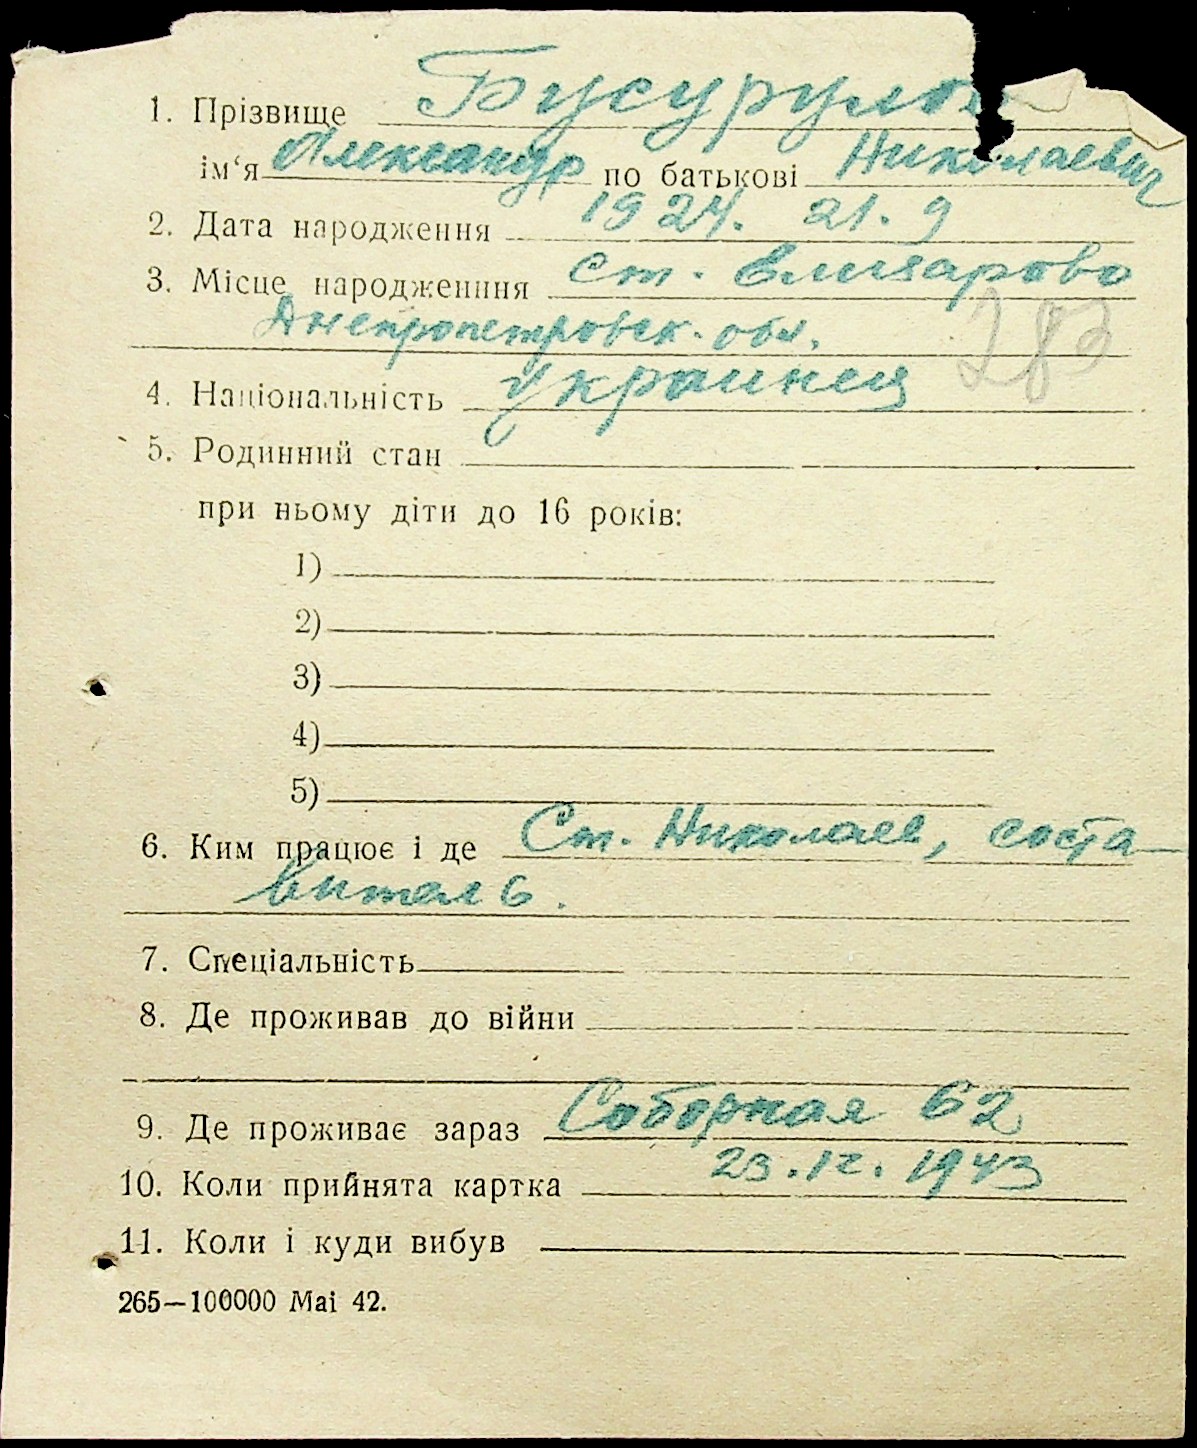 1. Прізвище Бусурулов
ім‘я Александр по батькові Николаевич
2. Дата народження 1924. 21. 9
3. Місце народженння ст. Елизарово
Днепропетровск. обл.
283
4. Національність украинец
5. Родинний стан
при ньому діти до 16 років:
1)
2)
3)
4)
5)
6. Ким працює і де Ст. Николаев, соста–
витель.
7. Спеціальність
8. Де проживав до війни
9. Де проживає зараз Соборная 62
10. Коли прийнята картка 23. 12. 1943
11. Коли і куди вибув
265—100000 Mai 42.